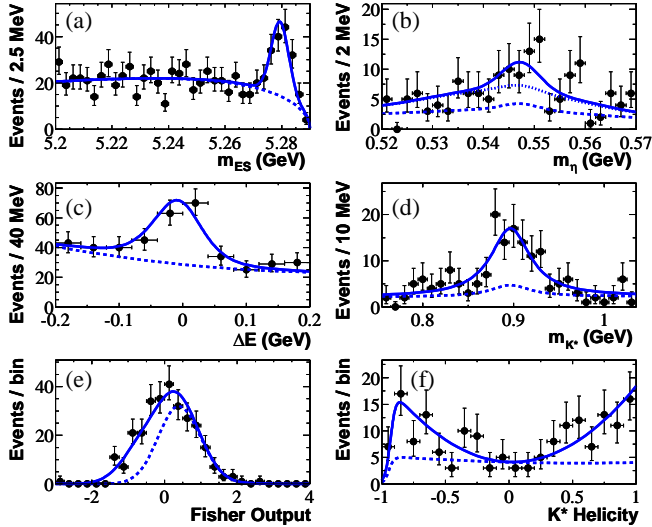 (a)
Events / 2.5 MeV
40
20
0
5.2
5.22
5.24
5.26
5.28
mES (GeV)
(b)
Events / 2 MeV
15
10
5
0
0.52
0.53
0.54
0.55
0.56
0.57
mη (GeV)
(c)
Events / 40 MeV
80
60
40
20
0
-0.2
-0.1
0
0.1
0.2
ΔE (GeV)
(d)
Events / 10 MeV
20
10
0
0.8
0.9
1
mK* (GeV)
(e)
Events / bin
40
20
0
-2
0
2
4
Fisher Output
(f)
Events / bin
25
20
15
10
5
0
-1
-0.5
0
0.5
1
K* Helicity